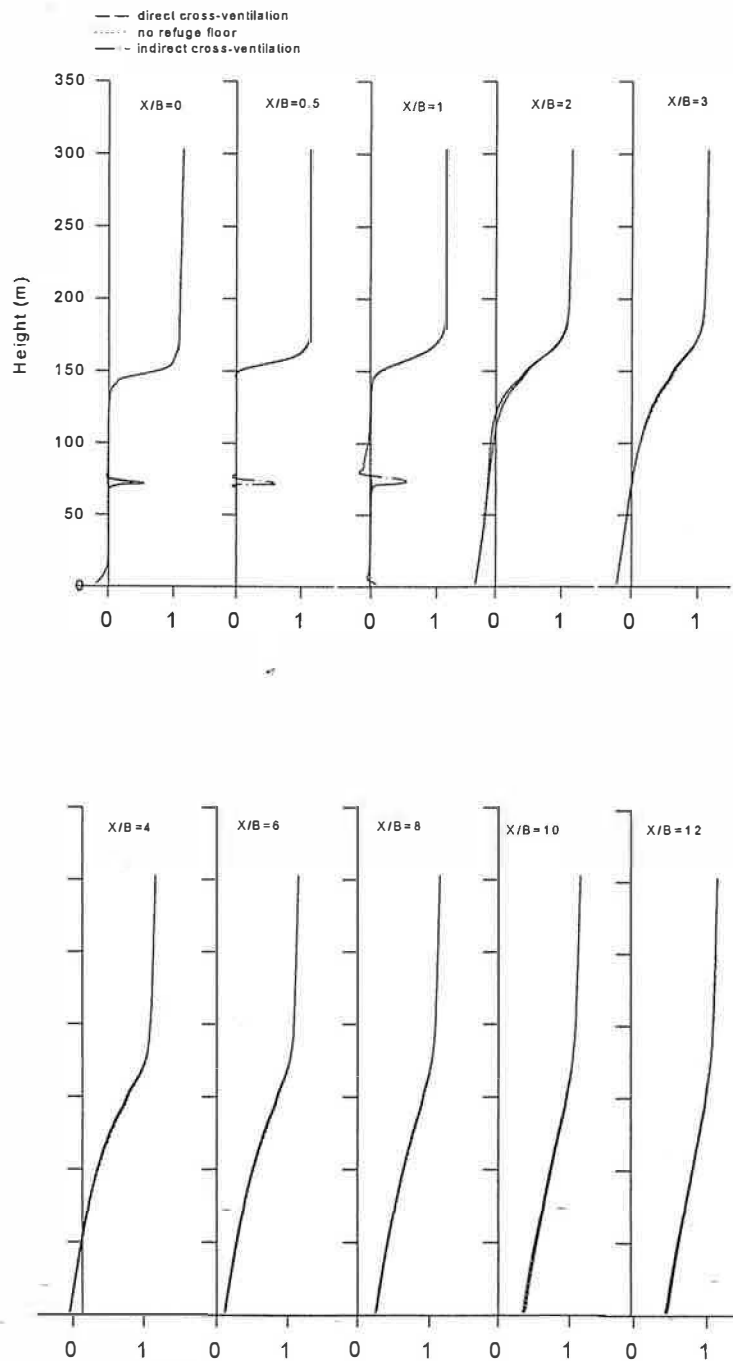 direct cross-ventilation
no refuge floor
indirect cross-ventilation
350
300
250
200
150
100
50
0
Height (m)
X/B=0
X/B=0.5
X/B=1
X/B=2
X/B=3
0 1 0 1 0 1 0 1 0 1
X/B=4
X/B=6
X/B=8
X/B=10
X/B=12
0 1 0 1 0 1 0 1 0 1